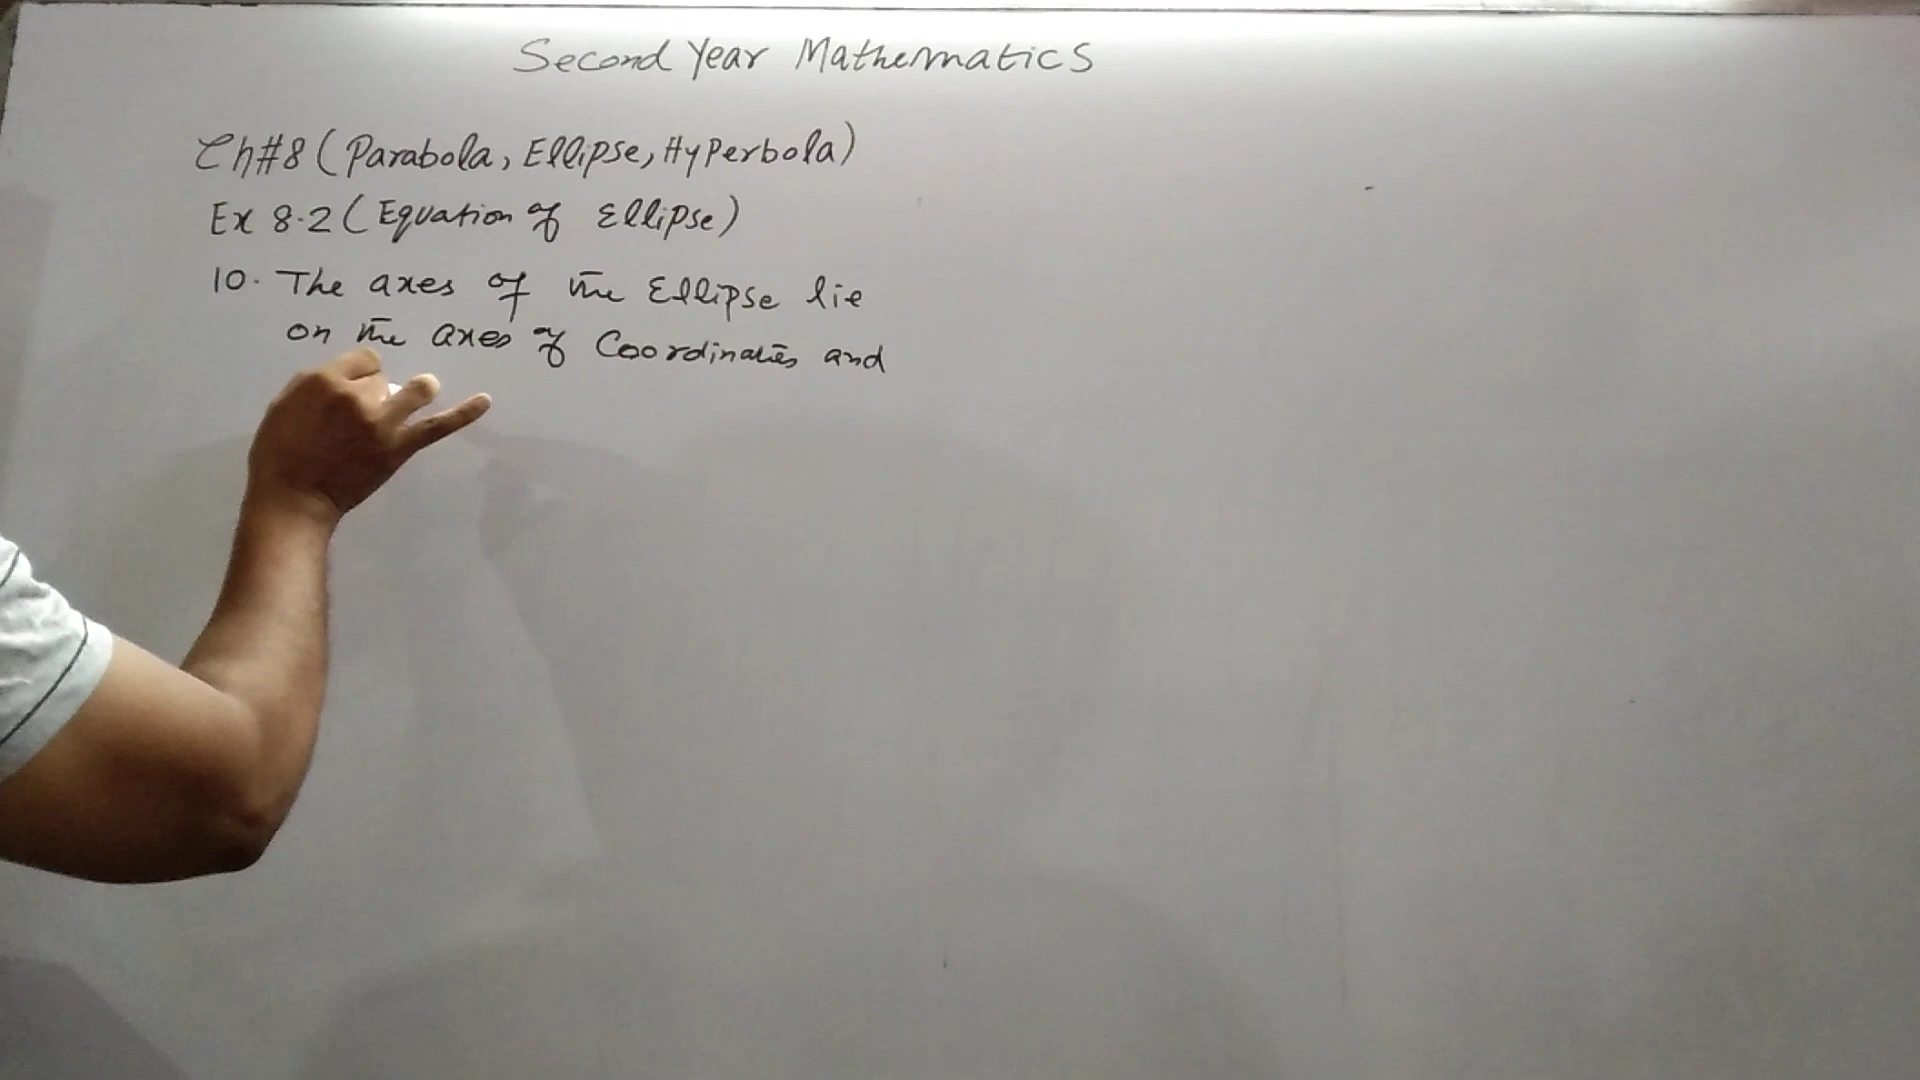 Second Year Mathematics
Ch#8 (Parabola, Ellipse, Hyperbola)
Ex 8.2 (Equation of Ellipse)
10. The axes of the Ellipse lie
on the axes of Coordinates and